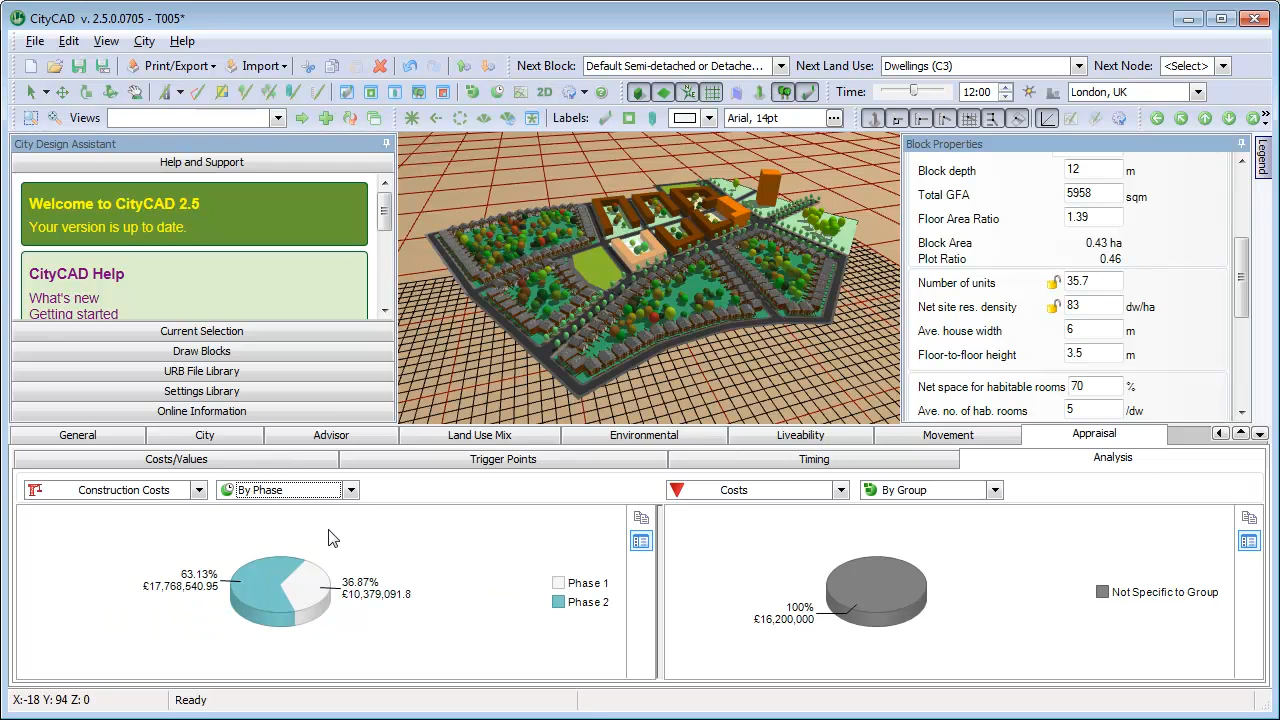 CityCAD v. 2.5.0.0705 - T005*
File Edit View City Help
Print/Export Import Next Block: Default Semi-detached or Detache... Next Land Use: Dwellings (C3) Next Node: <Select>
2D Time: 12:00 London, UK
Views Labels: Arial, 14pt ...
City Design Assistant
Help and Support
Welcome to CityCAD 2.5
Your version is up to date.
CityCAD Help
What's new
Getting started
Current Selection
Draw Blocks
URB File Library
Settings Library
Online Information
Block Properties
Legend
Block depth 12 m
Total GFA 5958 sqm
Floor Area Ratio 1.39
Block Area 0.43 ha
Plot Ratio 0.46
Number of units 35.7
Net site res. density 83 dw/ha
Ave. house width 6 m
Floor-to-floor height 3.5 m
Net space for habitable rooms 70 %
Ave. no. of hab. rooms 5 /dw
General City Advisor Land Use Mix Environmental Liveability Movement Appraisal
Costs/Values Trigger Points Timing Analysis
Construction Costs By Phase Costs By Group
63.13%
£17,768,540.95
36.87%
£10,379,091.8
Phase 1
Phase 2
100%
£16,200,000
Not Specific to Group
X:-18 Y: 94 Z: 0 Ready